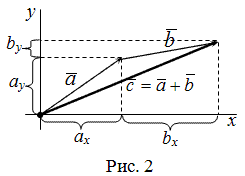 y
b̅
b_y
a_y
a̅
c̅ = a̅ + b̅
x
a_x
b_x
Рис. 2